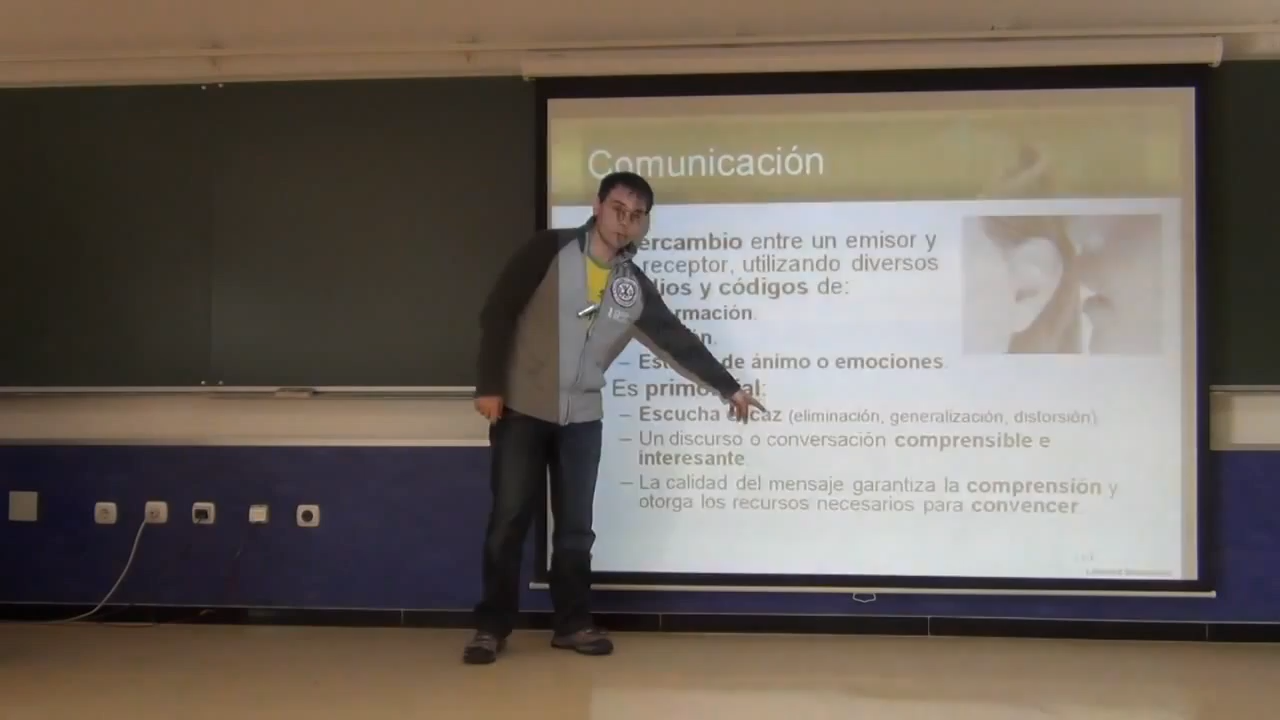 Comunicación
ercambio entre un emisor y
receptor, utilizando diversos
dios y códigos de:
ormación.
n.
– Est de ánimo o emociones.
Es primo al:
– Escucha e caz (eliminación, generalización, distorsión)
– Un discurso o conversación comprensible e
interesante.
– La calidad del mensaje garantiza la comprensión y
otorga los recursos necesarios para convencer.